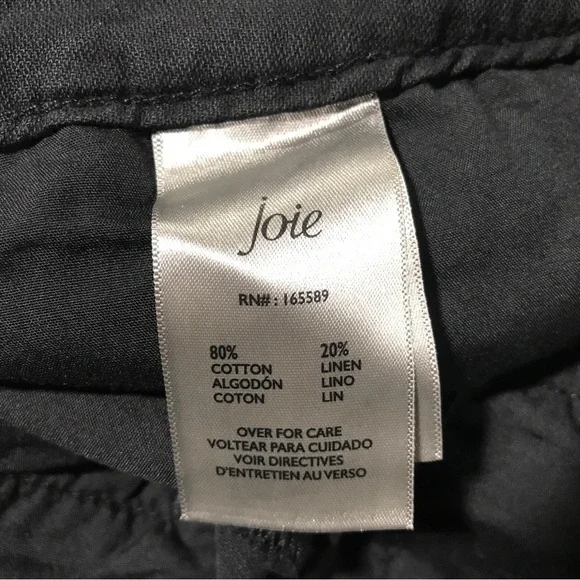 joie
RN#: 165589
80% 20%
COTTON LINEN
ALGODÓN LINO
COTON LIN
OVER FOR CARE
VOLTEAR PARA CUIDADO
VOIR DIRECTIVES
D'ENTRETIEN AU VERSO